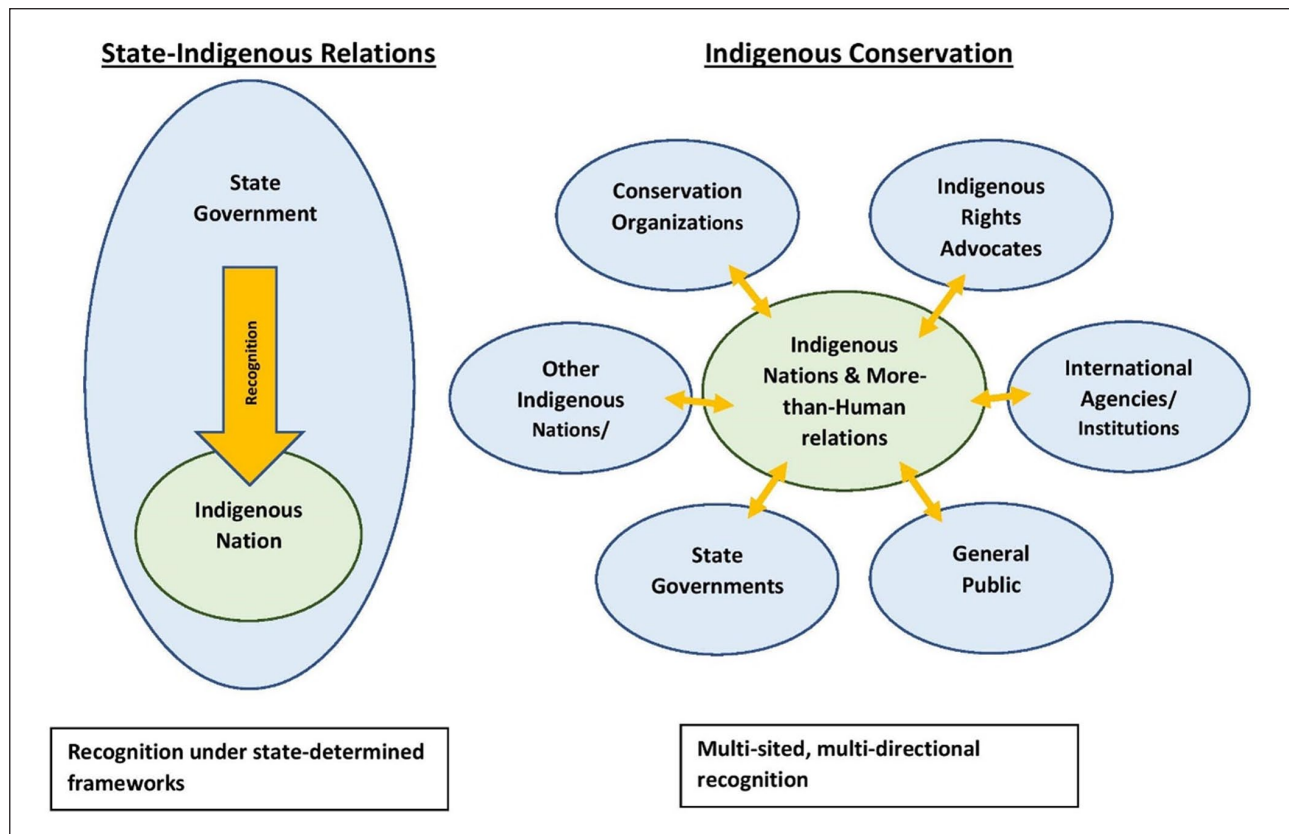 State-Indigenous Relations
State
Government
Recognition
Indigenous
Nation
Recognition under state-determined
frameworks
Indigenous Conservation
Conservation
Organizations
Indigenous
Rights
Advocates
Other
Indigenous
Nations/
Indigenous
Nations & More-
than-Human
relations
International
Agencies/
Institutions
State
Governments
General
Public
Multi-sited, multi-directional
recognition